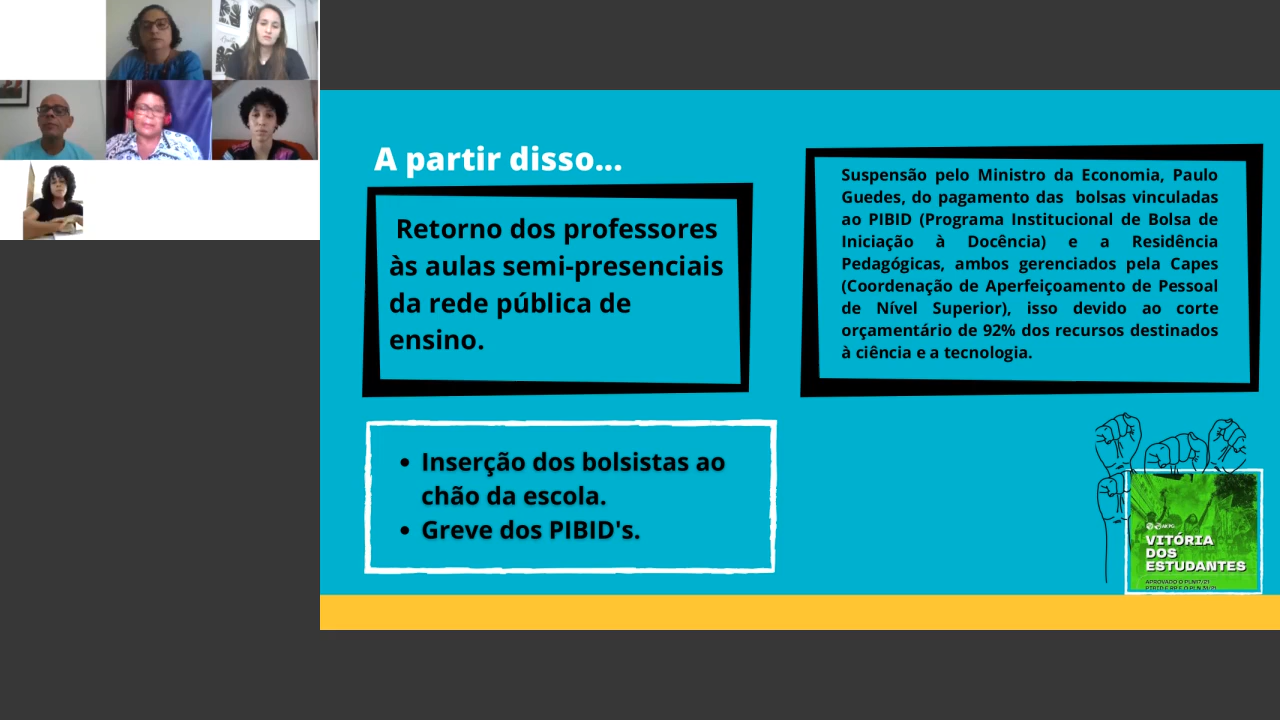 A partir disso...
Retorno dos professores
às aulas semi-presenciais
da rede pública de
ensino.
Suspensão pelo Ministro da Economia, Paulo
Guedes, do pagamento das bolsas vinculadas
ao PIBID (Programa Institucional de Bolsa de
Iniciação à Docência) e a Residência
Pedagógicas, ambos gerenciados pela Capes
(Coordenação de Aperfeiçoamento de Pessoal
de Nível Superior), isso devido ao corte
orçamentário de 92% dos recursos destinados
à ciência e a tecnologia.
• Inserção dos bolsistas ao
chão da escola.
• Greve dos PIBID's.
VITÓRIA
DOS
ESTUDANTES
APROVADO O PLN17/21